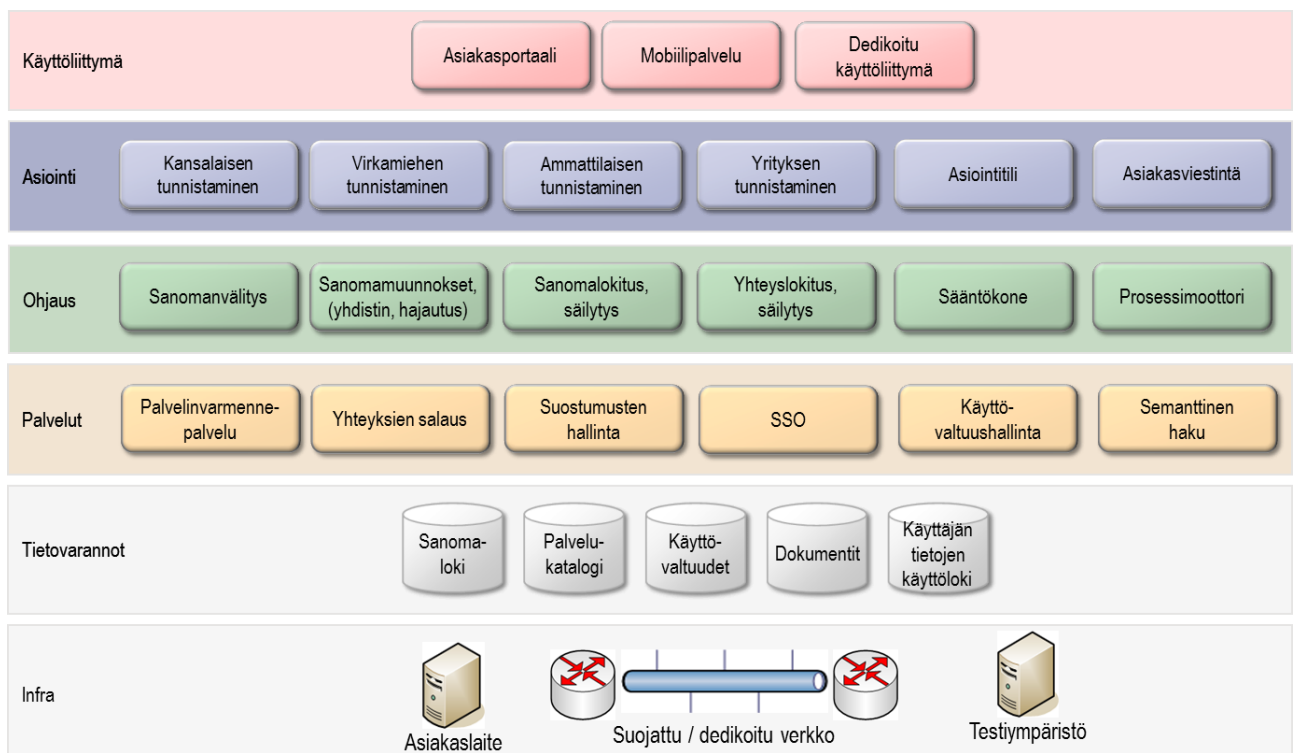 Käyttöliittymä
Asiakasportaali
Mobiilipalvelu
Dedikoitu
käyttöliittymä
Asiointi
Kansalaisen
tunnistaminen
Virkamiehen
tunnistaminen
Ammattilaisen
tunnistaminen
Yrityksen
tunnistaminen
Asiointitili
Asiakasviestintä
Ohjaus
Sanomanvälitys
Sanomamuunnokset,
(yhdistin, hajautus)
Sanomalokitus,
säilytys
Yhteyslokitus,
säilytys
Sääntökone
Prosessimoottori
Palvelut
Palvelinvarmenne-
palvelu
Yhteyksien salaus
Suostumusten
hallinta
SSO
Käyttö-
valtuushallinta
Semanttinen
haku
Tietovarannot
Sanoma-
loki
Palvelu-
katalogi
Käyttö-
valtuudet
Dokumentit
Käyttäjän
tietojen
käyttöloki
Infra
Asiakaslaite
Suojattu / dedikoitu verkko
Testiympäristö